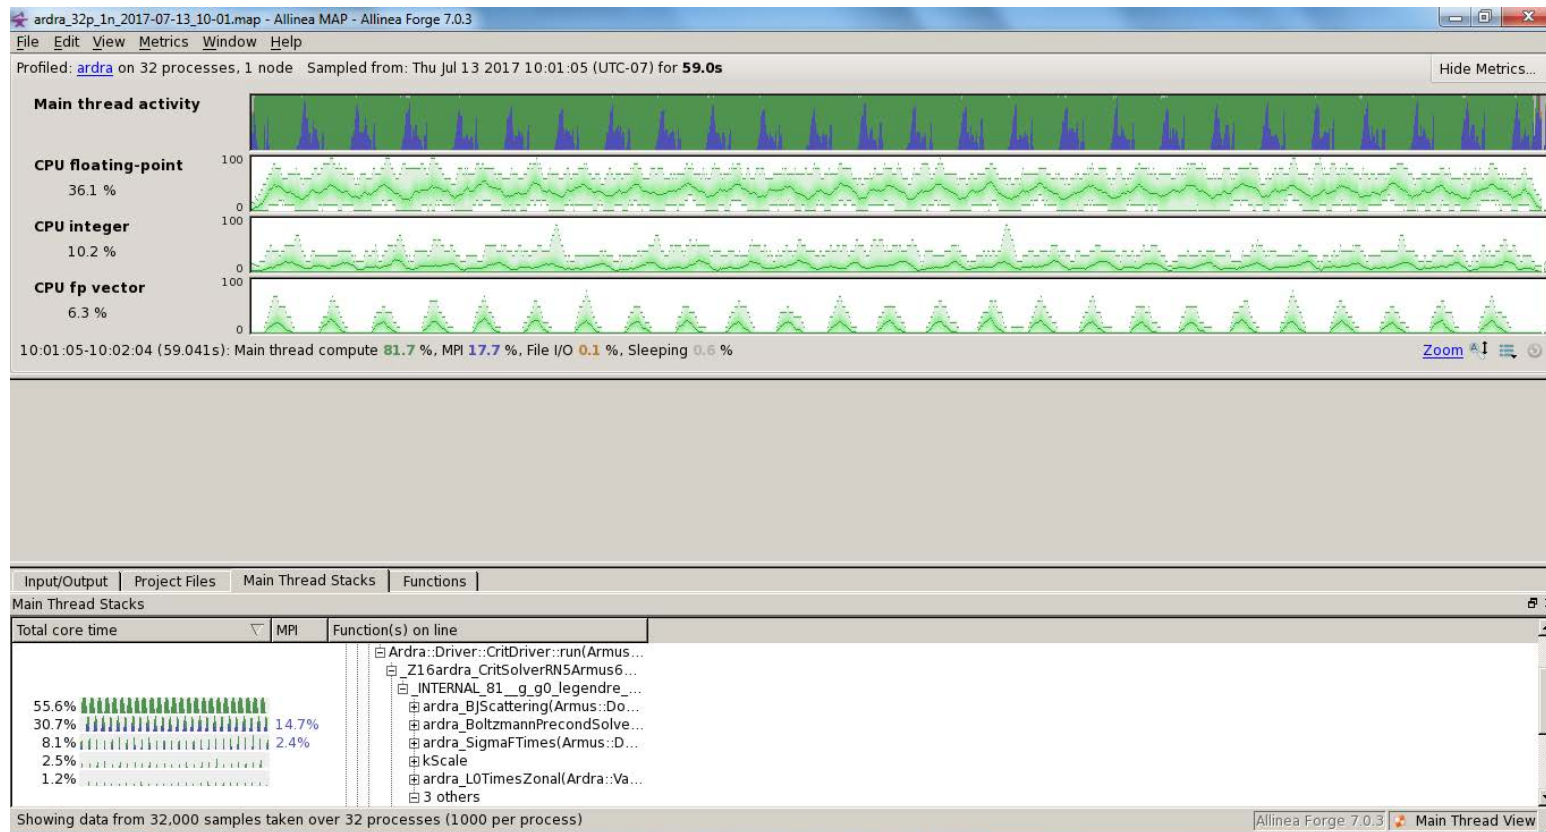 ardra_32p_1n_2017-07-13_10-01.map - Allinea MAP - Allinea Forge 7.0.3
File Edit View Metrics Window Help
Profiled: ardra on 32 processes, 1 node Sampled from: Thu Jul 13 2017 10:01:05 (UTC-07) for 59.0s Hide Metrics...
Main thread activity
CPU floating-point 100
36.1 %
0
CPU integer 100
10.2 %
0
CPU fp vector 100
6.3 %
0
10:01:05-10:02:04 (59.041s): Main thread compute 81.7 %, MPI 17.7 %, File I/O 0.1 %, Sleeping 0.6 % Zoom
Input/Output Project Files Main Thread Stacks Functions
Main Thread Stacks
Total core time MPI Function(s) on line
Ardra::Driver::CritDriver::run(Armus...
_Z16ardra_CritSolverRN5Armus6...
_INTERNAL_81__g_g0_legendre_...
55.6% ardra_BJScattering(Armus::Do...
30.7% 14.7% ardra_BoltzmannPrecondSolve...
8.1% 2.4% ardra_SigmaFTimes(Armus::D...
2.5% kScale
1.2% ardra_L0TimesZonal(Ardra::Va...
3 others
Showing data from 32,000 samples taken over 32 processes (1000 per process) Allinea Forge 7.0.3 Main Thread View